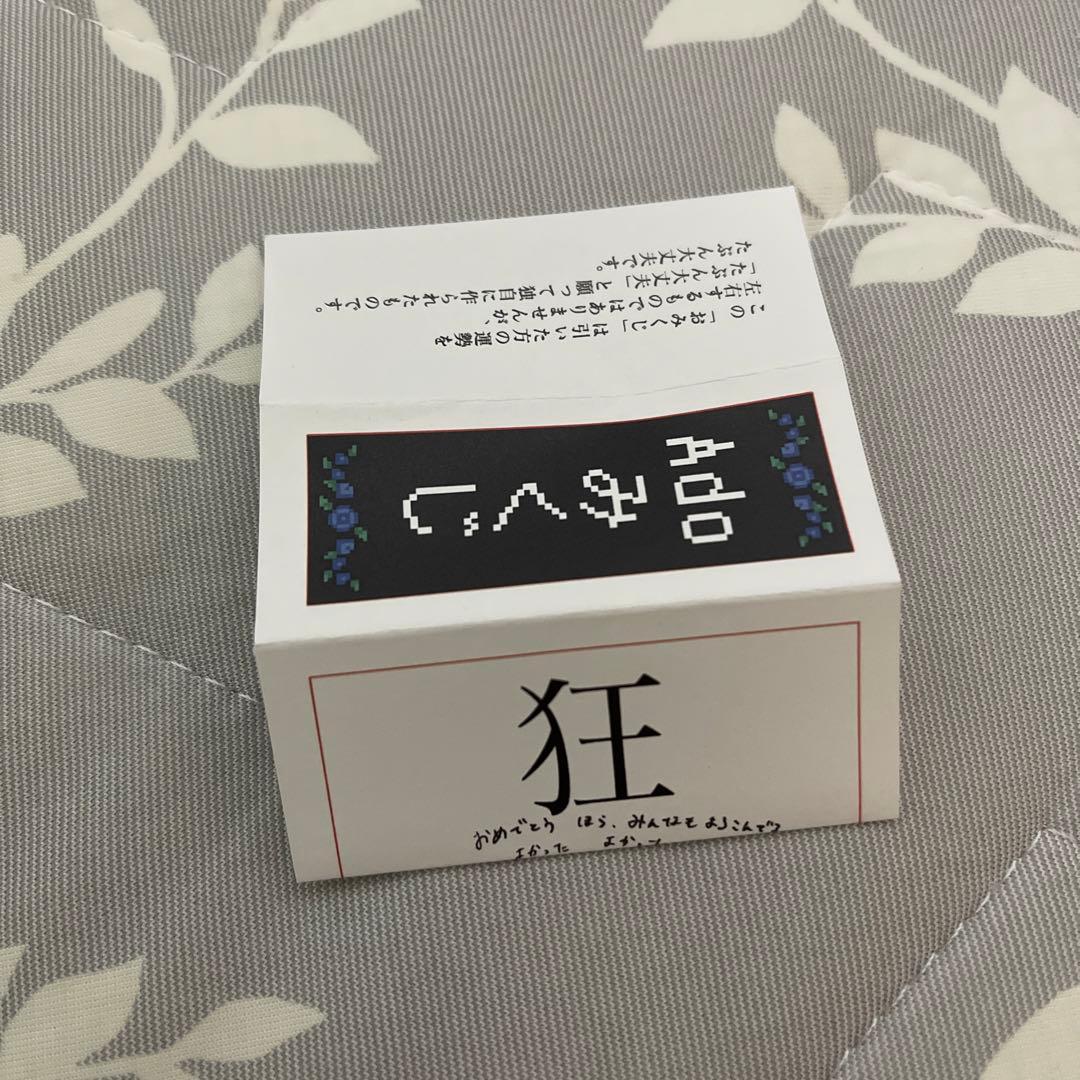 この「おみくじ」は引いた方の運勢を
左右するものではありませんが、
「たぶん大丈夫」と願って独自に作られたものです。
たぶん大丈夫です。
Ado
みくじ
狂
おめでとう ほら、みんなもよろこんでる
よかった よかった